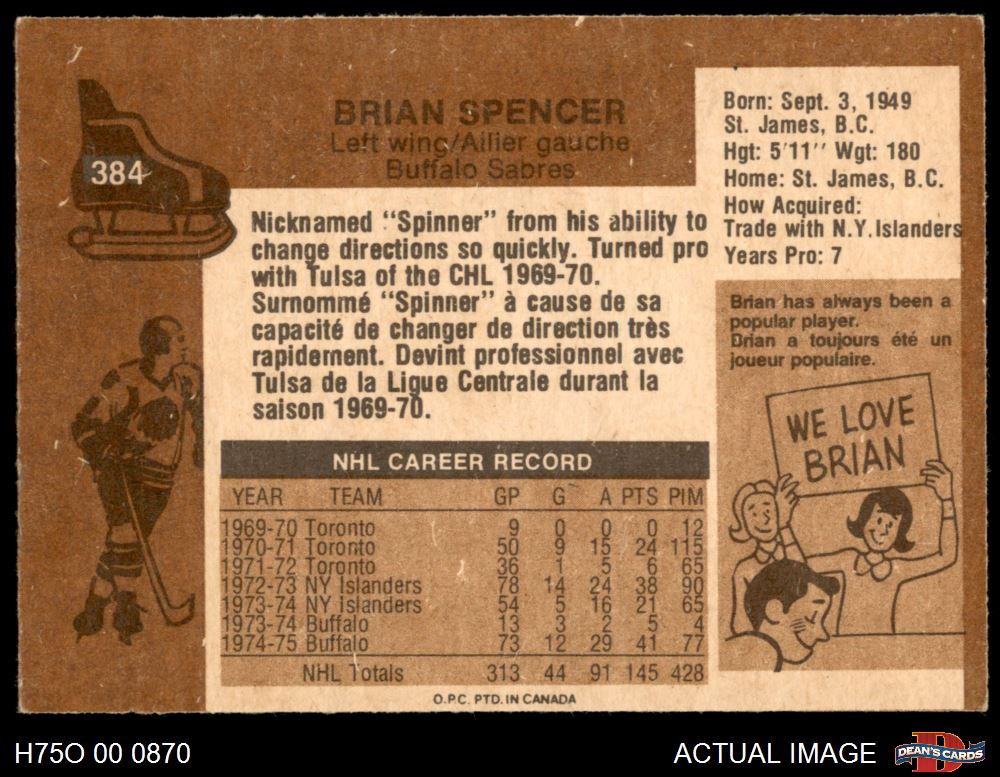 384
BRIAN SPENCER
Left wing/Ailier gauche
Buffalo Sabres
Born: Sept. 3, 1949
St. James, B.C.
Hgt: 5'11'' Wgt: 180
Home: St. James, B.C.
How Acquired:
Trade with N.Y.Islanders
Years Pro: 7
Nicknamed "Spinner" from his ability to
change directions so quickly. Turned pro
with Tulsa of the CHL 1969-70.
Surnommé "Spinner" à cause de sa
capacité de changer de direction très
rapidement. Devint professionnel avec
Tulsa de la Ligue Centrale durant la
saison 1969-70.
Brian has always been a
popular player.
Brian a toujours été un
joueur populaire.
WE LOVE
BRIAN
NHL CAREER RECORD
YEAR TEAM GP G A PTS PIM
1969-70 Toronto 9 0 0 0 12
1970-71 Toronto 50 9 15 24 115
1971-72 Toronto 36 1 5 6 65
1972-73 NY Islanders 78 14 24 38 90
1973-74 NY Islanders 54 5 16 21 65
1973-74 Buffalo 13 3 2 5 4
1974-75 Buffalo 73 12 29 41 77
NHL Totals 313 44 91 145 428
O.P.C. PTD. IN CANADA
H75O 00 0870
ACTUAL IMAGE
D
DEAN'S CARDS